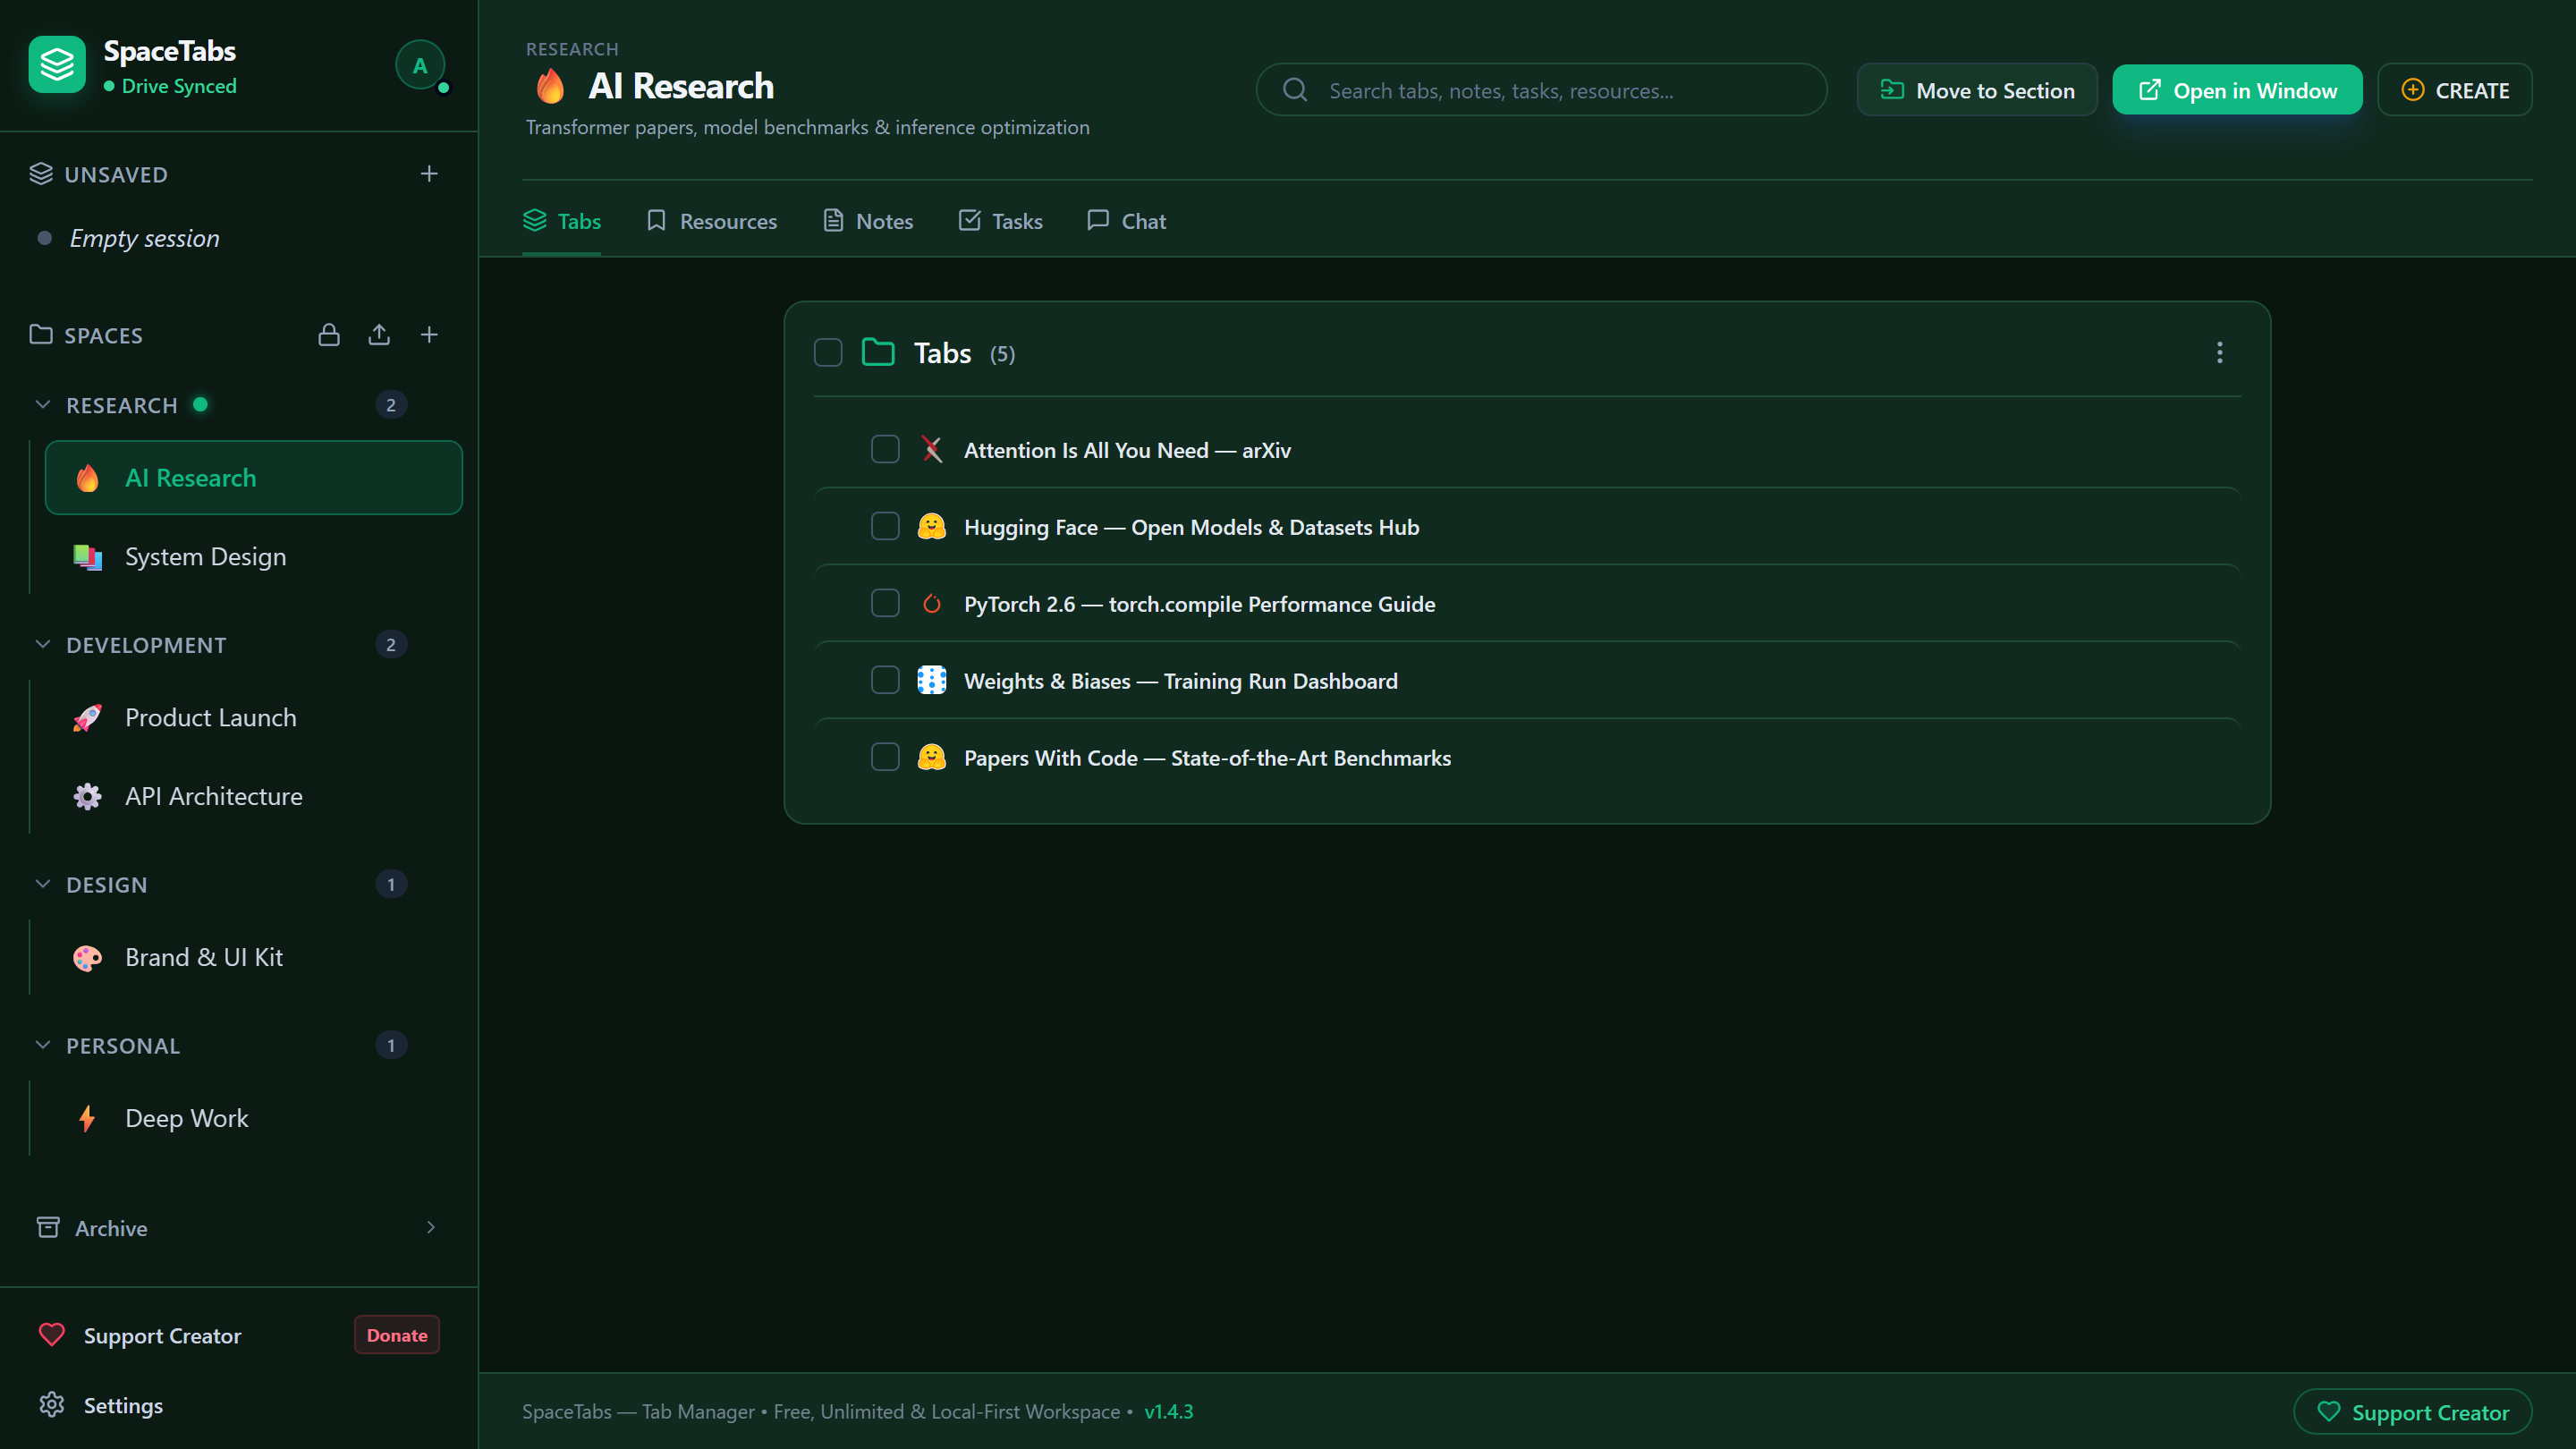 SpaceTabs
Drive Synced
A
UNSAVED
Empty session
SPACES
RESEARCH 2
AI Research
System Design
DEVELOPMENT 2
Product Launch
API Architecture
DESIGN 1
Brand & UI Kit
PERSONAL 1
Deep Work
Archive
Support Creator Donate
Settings
RESEARCH
AI Research
Transformer papers, model benchmarks & inference optimization
Search tabs, notes, tasks, resources...
Move to Section
Open in Window
CREATE
Tabs Resources Notes Tasks Chat
Tabs (5)
Attention Is All You Need — arXiv
Hugging Face — Open Models & Datasets Hub
PyTorch 2.6 — torch.compile Performance Guide
Weights & Biases — Training Run Dashboard
Papers With Code — State-of-the-Art Benchmarks
SpaceTabs — Tab Manager • Free, Unlimited & Local-First Workspace • v1.4.3
Support Creator